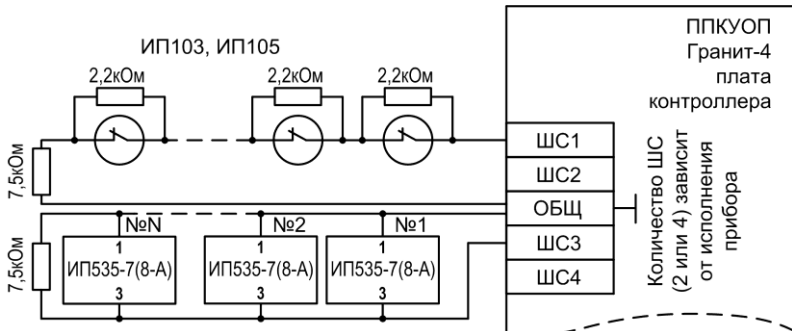 ИП103, ИП105
2,2кОм
2,2кОм
2,2кОм
7,5кОм
ППКУОП
Гранит-4
плата
контроллера
ШС1
ШС2
ОБЩ
ШС3
ШС4
Количество ШС
(2 или 4) зависит
от исполнения
прибора
7,5кОм
№N
№2
№1
1
ИП535-7(8-А)
3
1
ИП535-7(8-А)
3
1
ИП535-7(8-А)
3